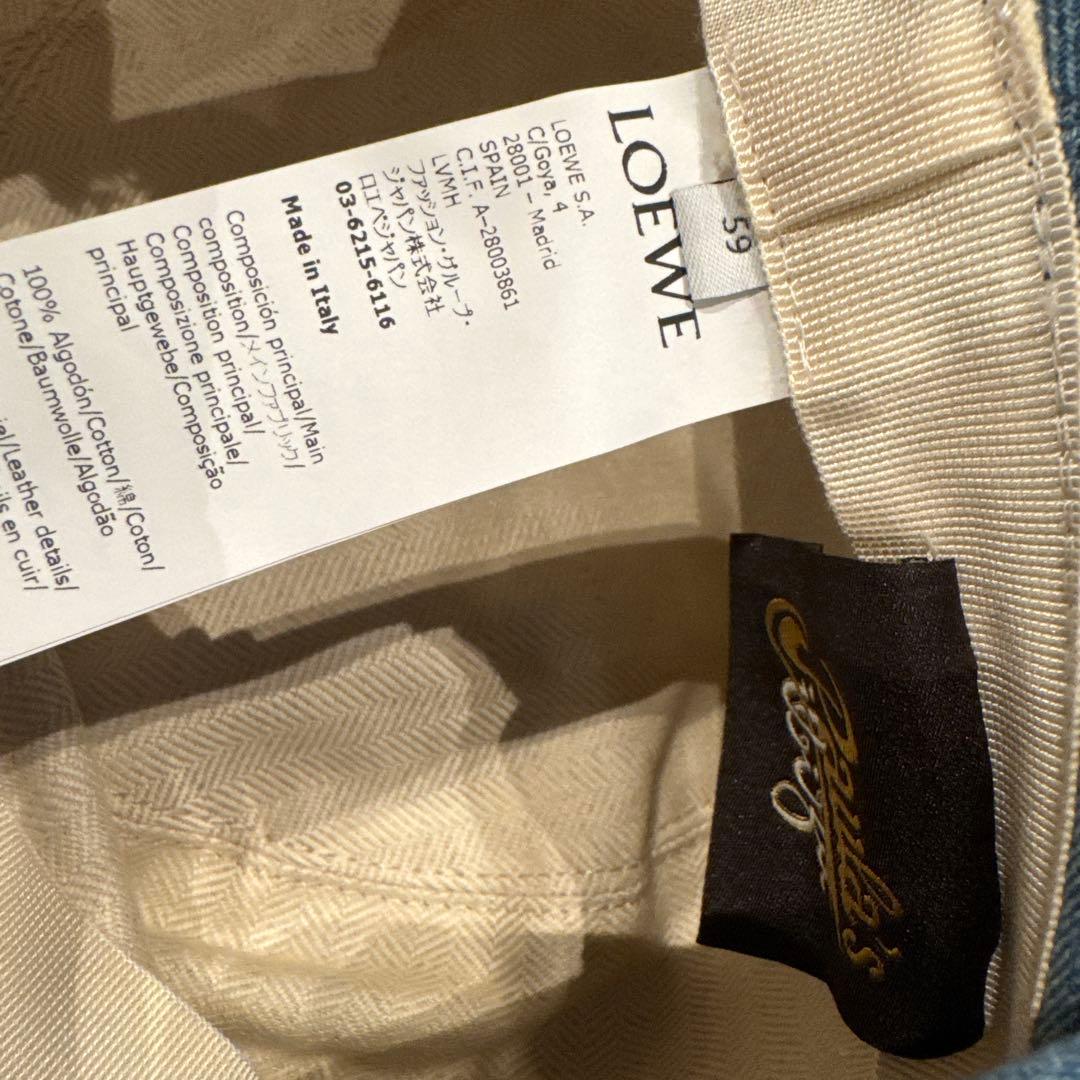 LOEWE
59
LOEWE S.A.
C/Goya, 4
28001 – Madrid
SPAIN
C.I.F. A-28003861
LVMH
ファッション・グループ・
ジャパン株式会社
ロエベジャパン
03-6215-6116
Made in Italy
Composición principal/Main
composition/メインファブリック/
Composition principal/
Composizione principale/
Hauptgewebe/Composição
principal
100% Algodón/Cotton/綿/Coton/
Cotone/Baumwolle/Algodão
/Leather details/
en cuir/
Paula's
Ibiza